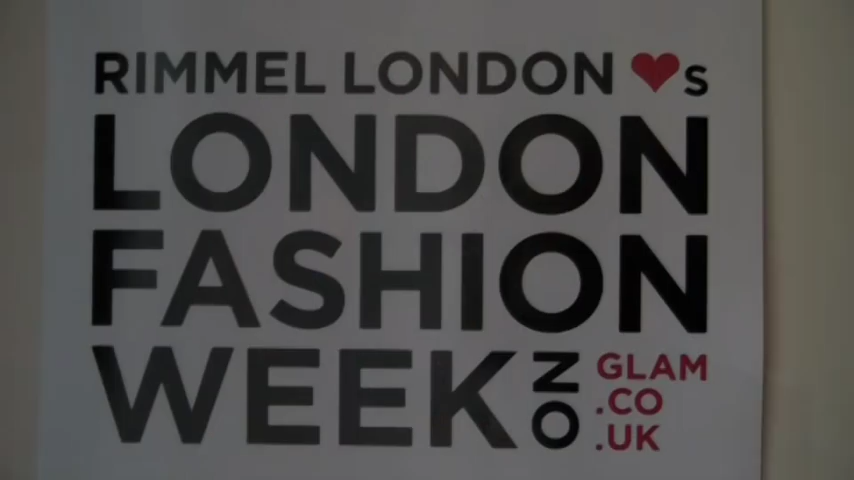 RIMMEL LONDON ♥s
LONDON
FASHION
WEEK ON
GLAM
.CO
.UK